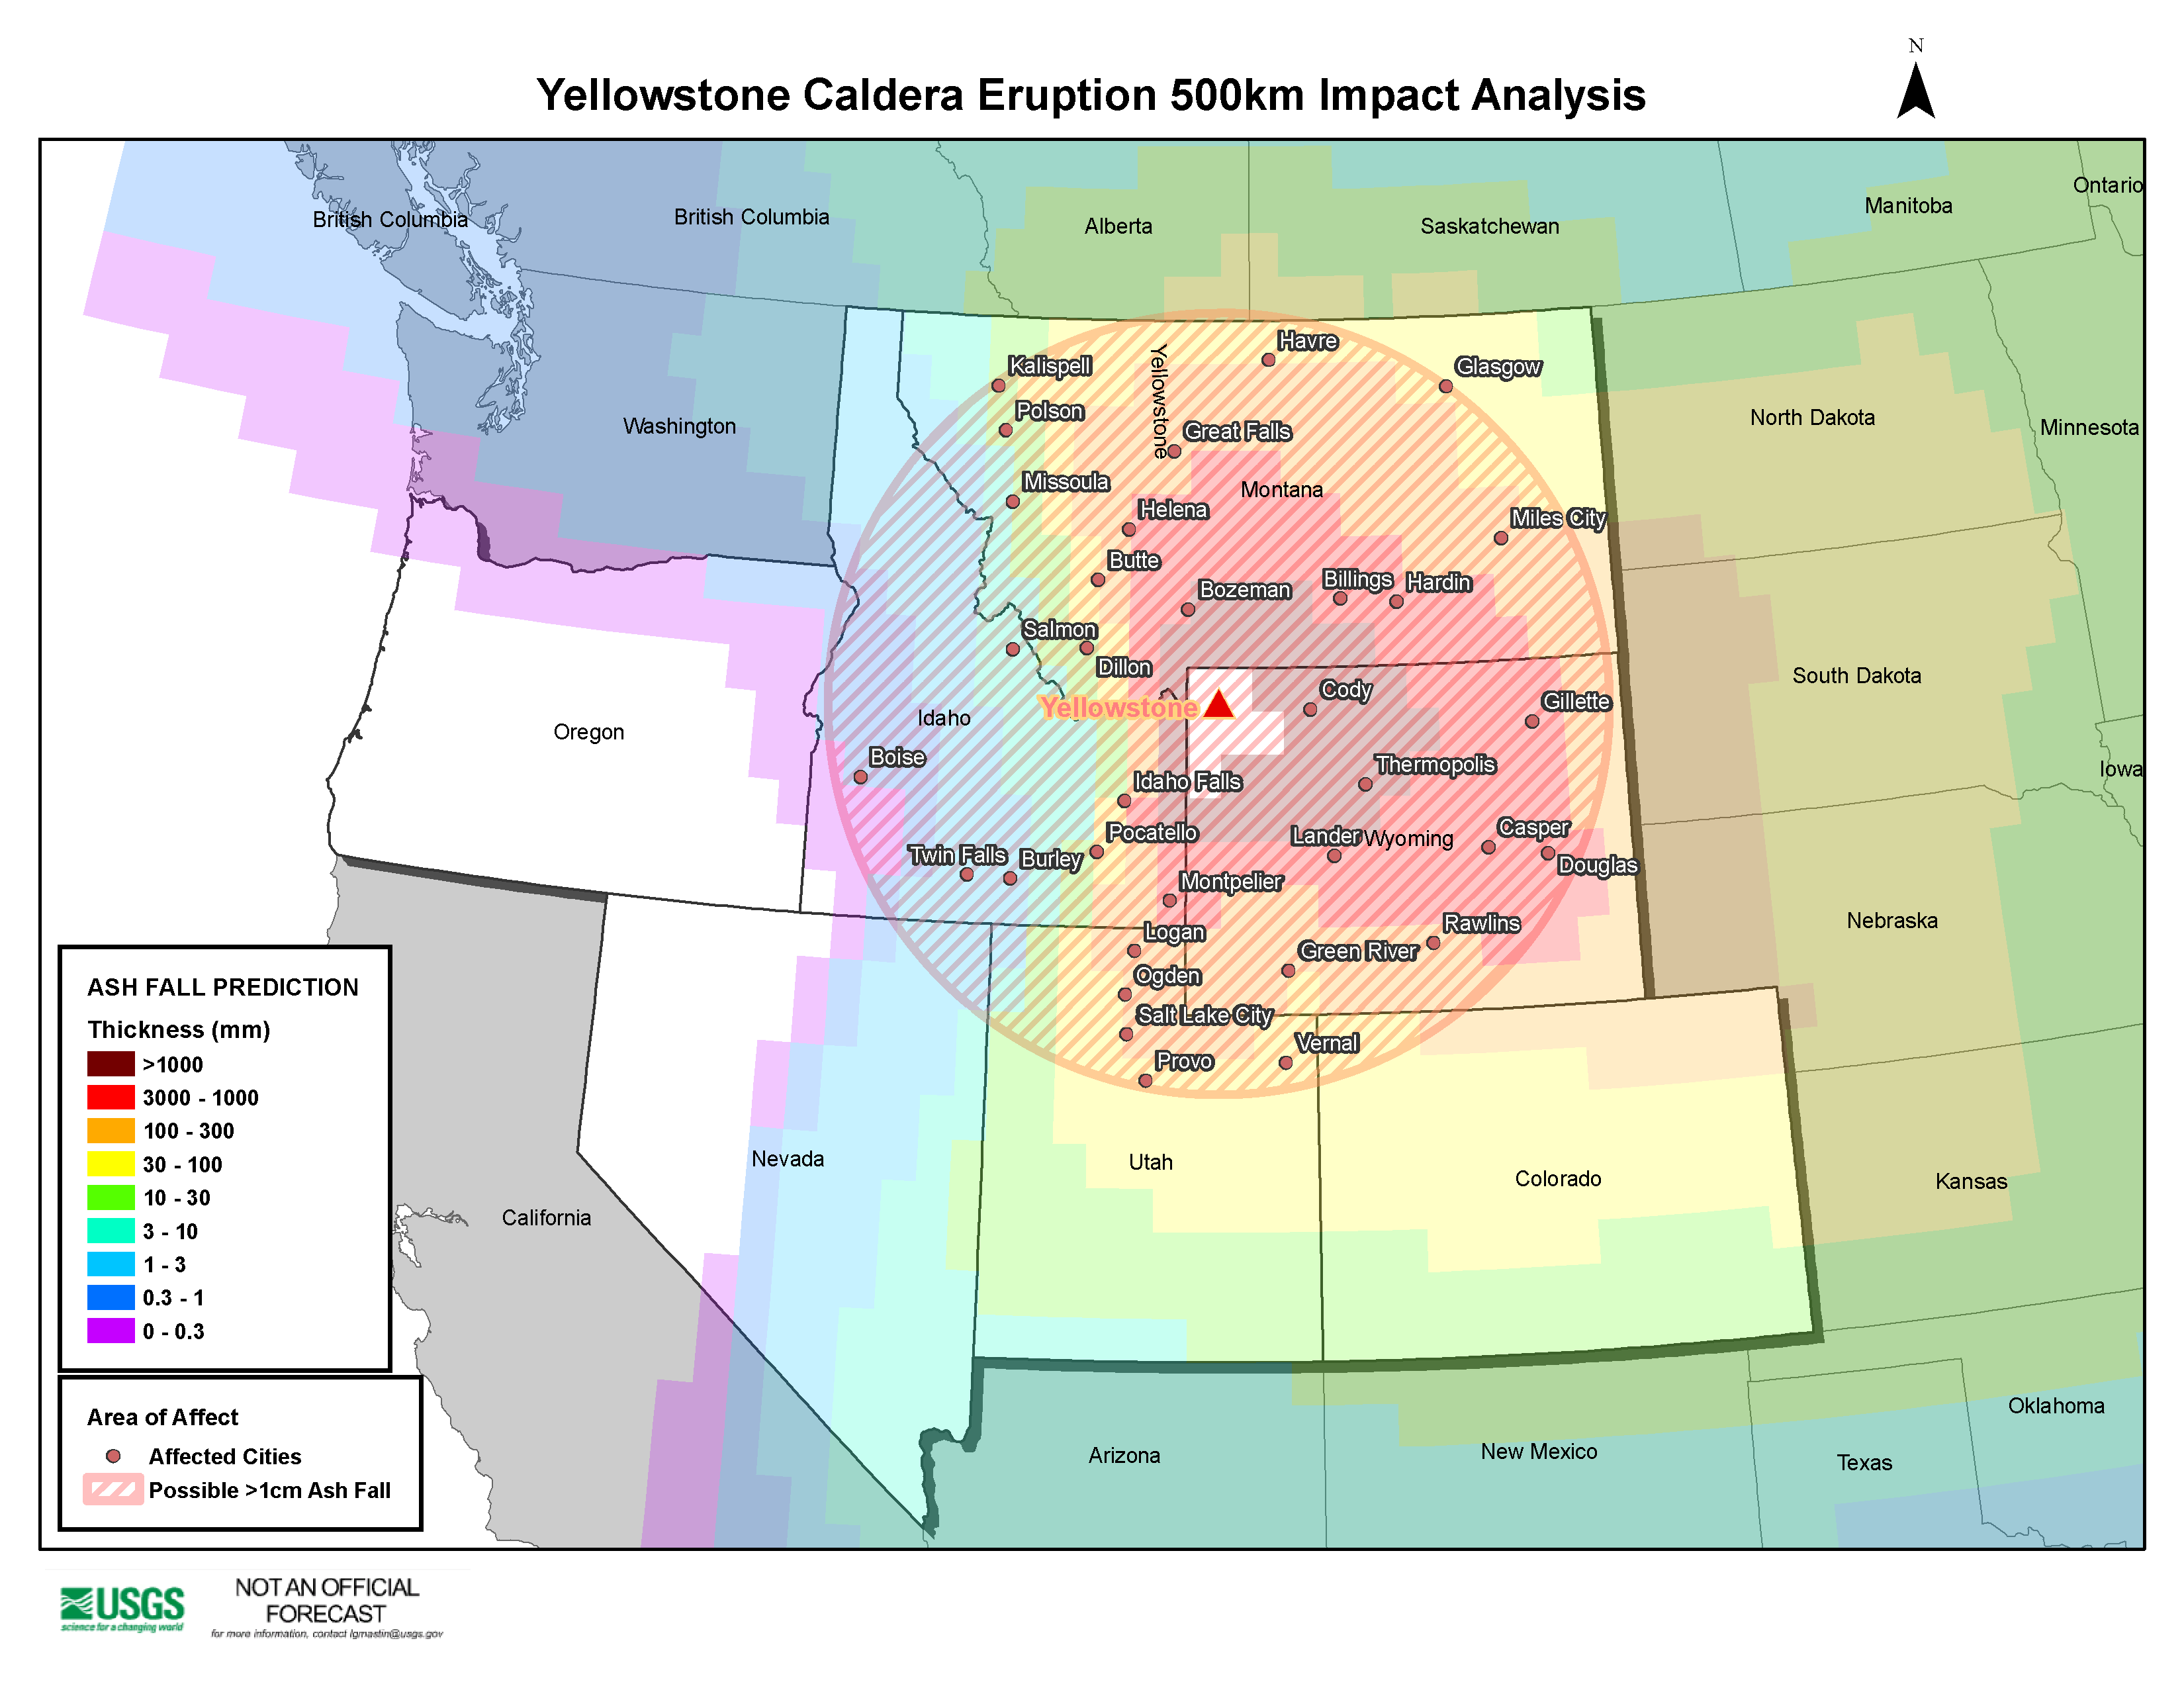 N
Yellowstone Caldera Eruption 500km Impact Analysis
Ontario
Manitoba
British Columbia
British Columbia
Alberta
Saskatchewan
Havre
Kalispell
Yellowstone
Glasgow
Polson
North Dakota
Washington
Great Falls
Minnesota
Missoula
Montana
Helena
Miles City
Butte
Billings
Hardin
Bozeman
Salmon
Dillon
South Dakota
Cody
Gillette
Yellowstone
Idaho
Oregon
Boise
Thermopolis
Iowa
Idaho Falls
Pocatello
Lander
Wyoming
Casper
Twin Falls
Burley
Douglas
Montpelier
Nebraska
Rawlins
Logan
Green River
Ogden
Salt Lake City
Vernal
Provo
Nevada
Utah
Colorado
Kansas
California
Oklahoma
Arizona
New Mexico
Texas
ASH FALL PREDICTION
Thickness (mm)
>1000
3000 - 1000
100 - 300
30 - 100
10 - 30
3 - 10
1 - 3
0.3 - 1
0 - 0.3
Area of Affect
Affected Cities
Possible >1cm Ash Fall
USGS
science for a changing world
NOT AN OFFICIAL
FORECAST
for more information, contact lgmastin@usgs.gov